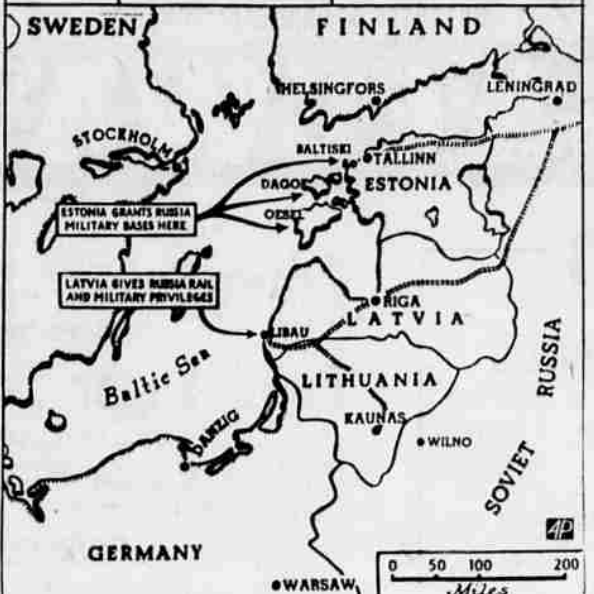 SWEDEN
FINLAND
HELSINGFORS
LENINGRAD
STOCKHOLM
BALTISKI
TALLINN
DAGOE
ESTONIA
OESEL
ESTONIA GRANTS RUSSIA
MILITARY BASES HERE
LATVIA GIVES RUSSIA RAIL
AND MILITARY PRIVILEGES
RIGA
LATVIA
LIBAU
Baltic Sea
LITHUANIA
RUSSIA
SOVIET
KAUNAS
WILNO
DANZIG
GERMANY
AP
WARSAW
0 50 100 200
Miles